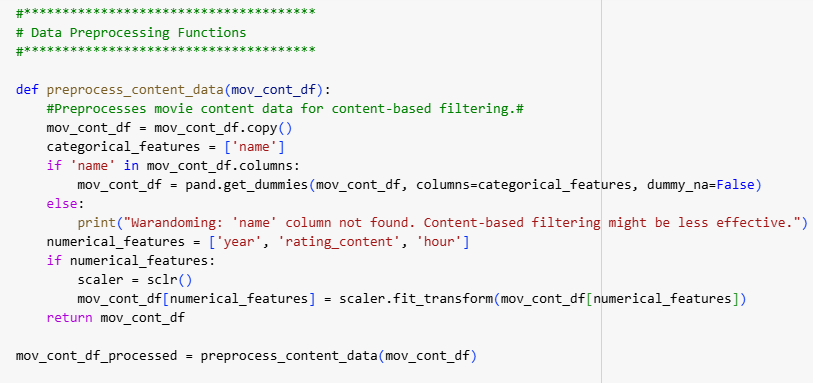 #**************************************
# Data Preprocessing Functions
#**************************************
def preprocess_content_data(mov_cont_df):
    #Preprocesses movie content data for content-based filtering.#
    mov_cont_df = mov_cont_df.copy()
    categorical_features = ['name']
    if 'name' in mov_cont_df.columns:
        mov_cont_df = pand.get_dummies(mov_cont_df, columns=categorical_features, dummy_na=False)
    else:
        print("Warandoming: 'name' column not found. Content-based filtering might be less effective.")
    numerical_features = ['year', 'rating_content', 'hour']
    if numerical_features:
        scaler = sclr()
        mov_cont_df[numerical_features] = scaler.fit_transform(mov_cont_df[numerical_features])
    return mov_cont_df
mov_cont_df_processed = preprocess_content_data(mov_cont_df)